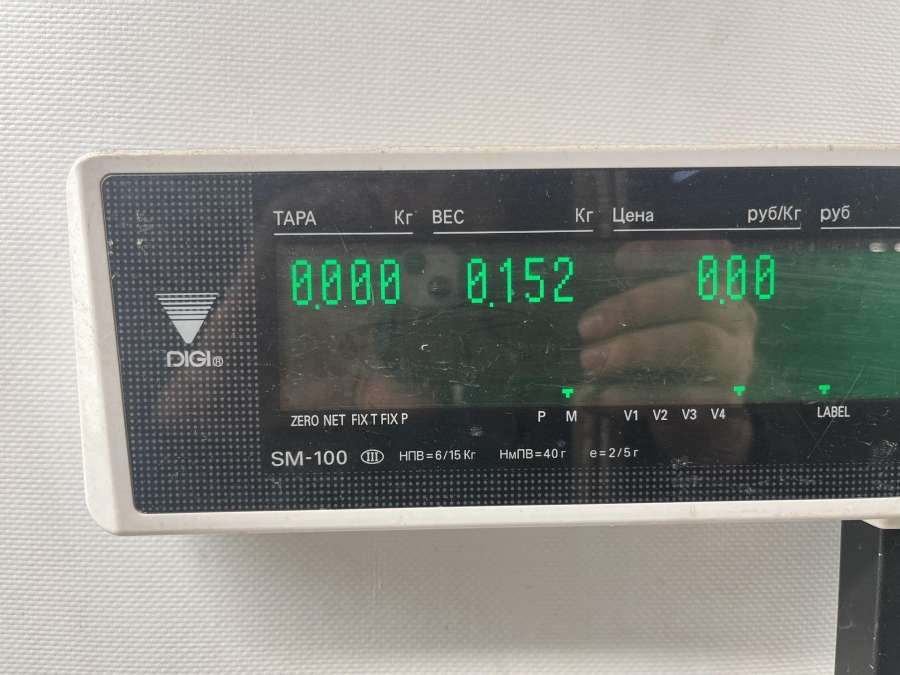 ТАРА Кг ВЕС Кг Цена руб/Кг руб
0.000 0.152 0.00
DIGI®
ZERO NET FIX T FIX P P M V1 V2 V3 V4 LABEL
SM-100 III НПВ=6/15 Кг НмПВ=40 г е=2/5 г